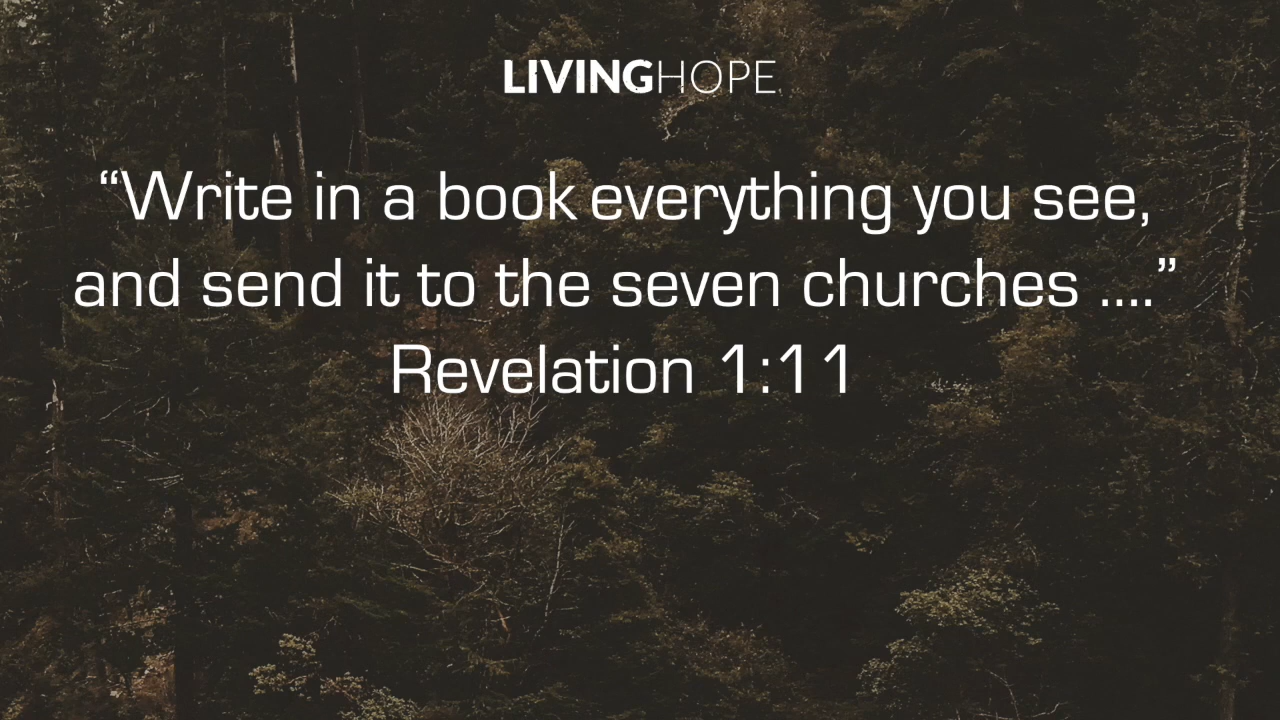 LIVINGHOPE
“Write in a book everything you see,
and send it to the seven churches ....”
Revelation 1:11